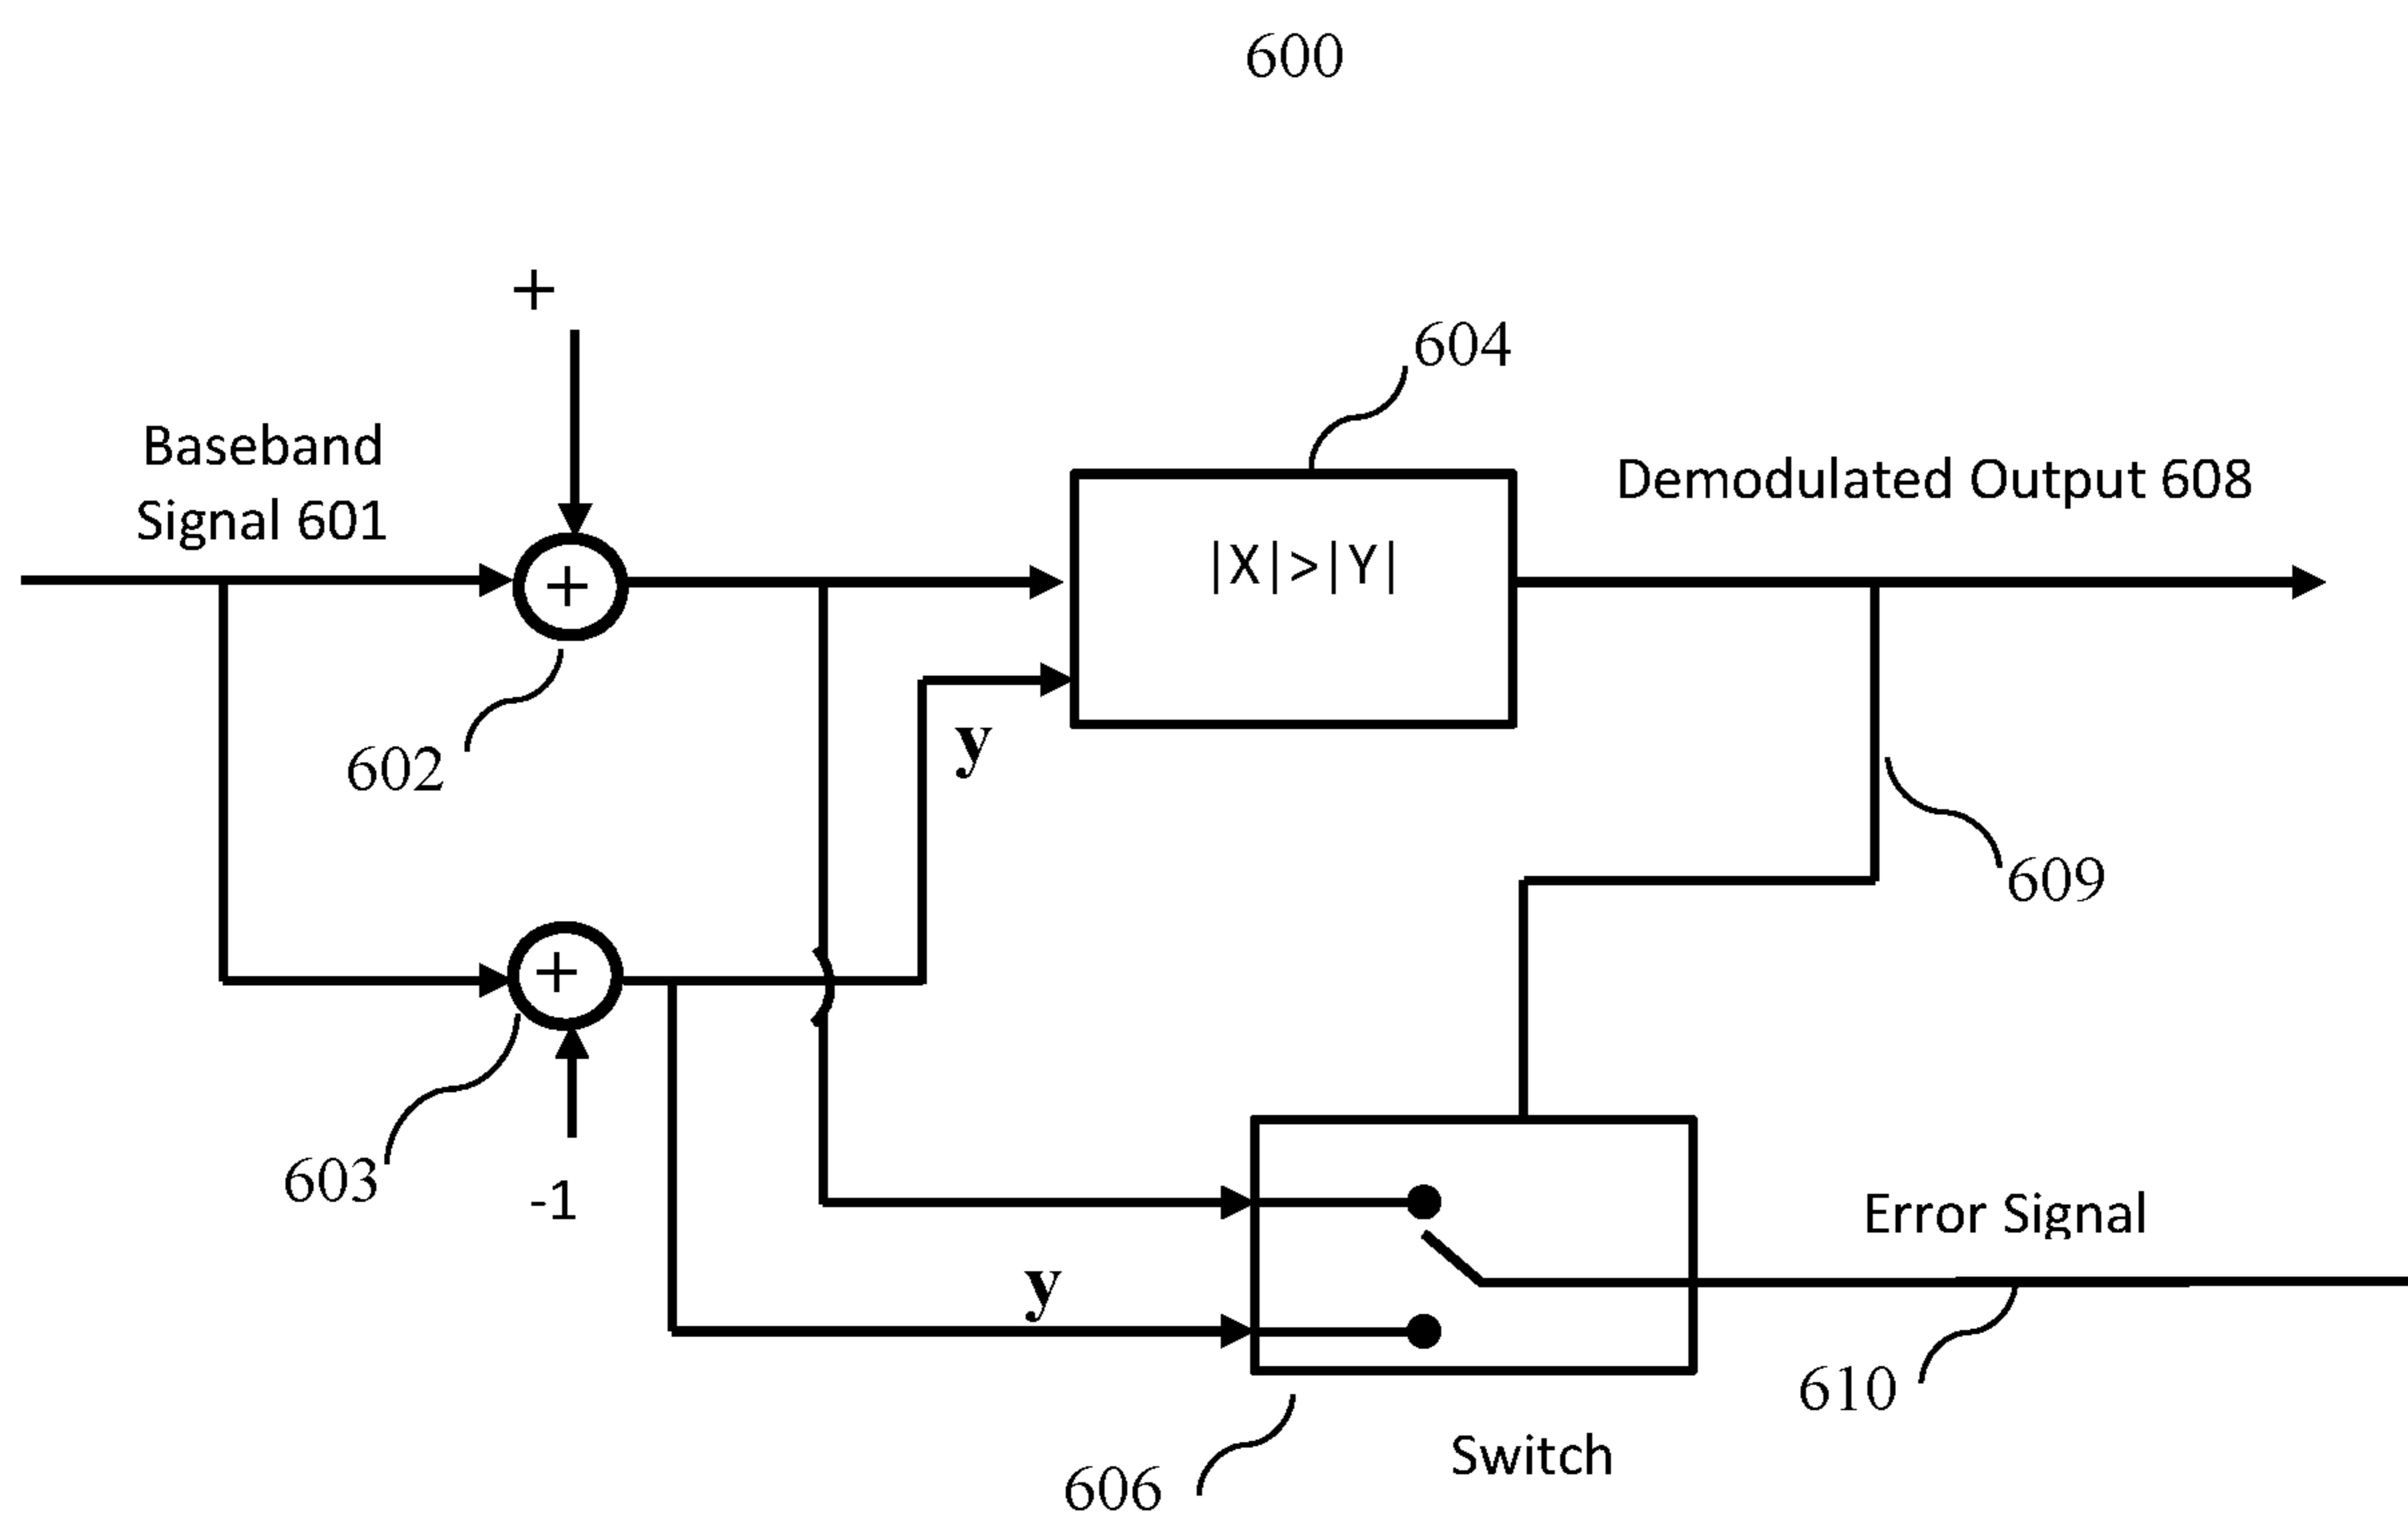 600
+
604
Baseband
Signal 601
Demodulated Output 608
+
|X|>|Y|
602
y
609
+
603
-1
Error Signal
y
610
Switch
606